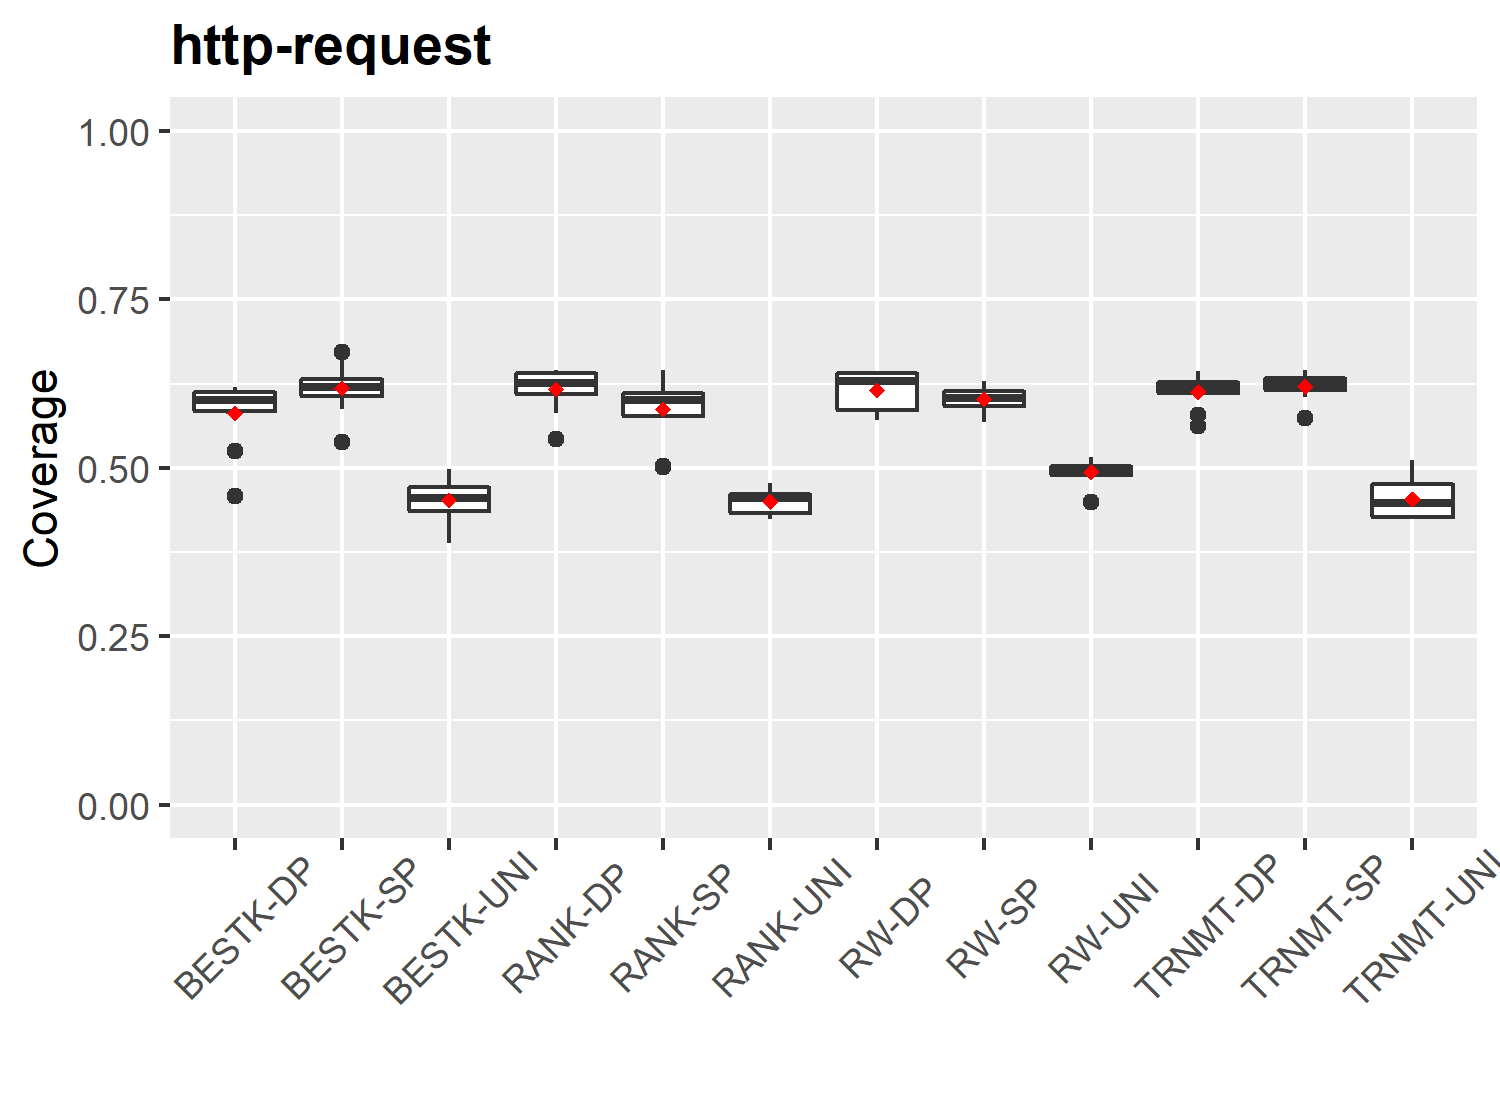 http-request
Coverage
1.00
0.75
0.50
0.25
0.00
BESTK-DP
BESTK-SP
BESTK-UNI
RANK-DP
RANK-SP
RANK-UNI
RW-DP
RW-SP
RW-UNI
TRNMT-DP
TRNMT-SP
TRNMT-UNI